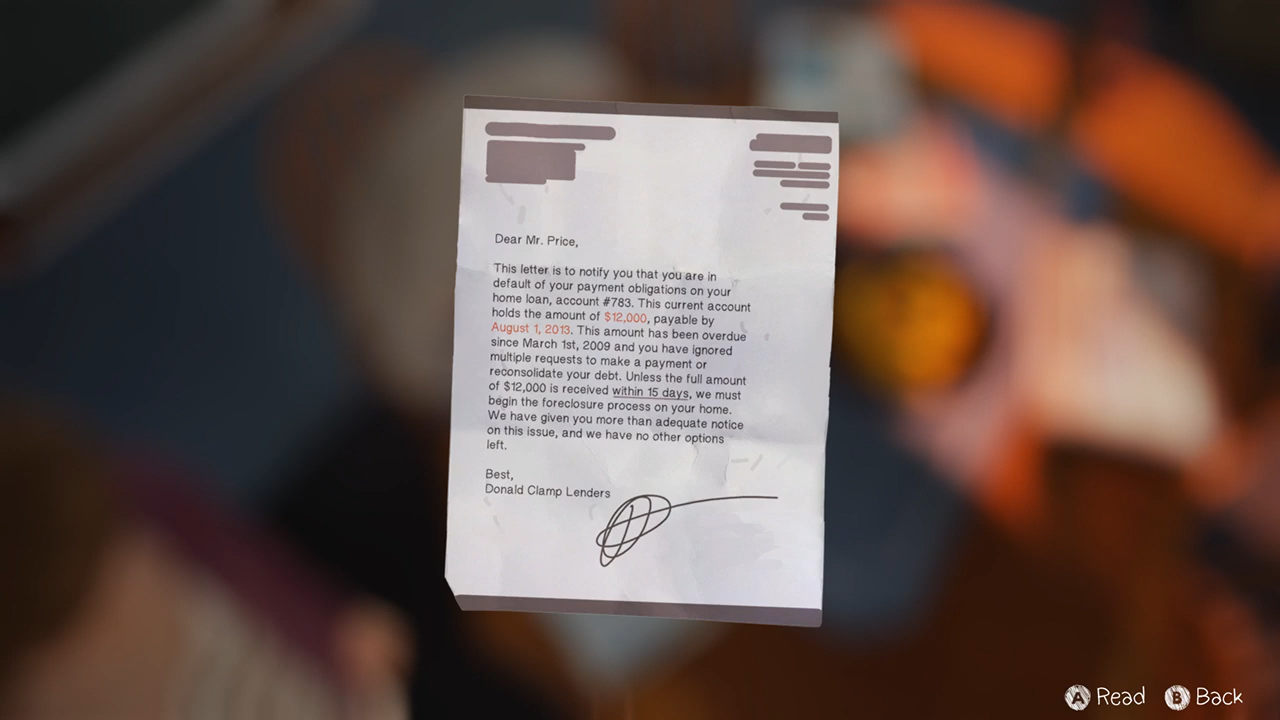 Dear Mr. Price,
This letter is to notify you that you are in
default of your payment obligations on your
home loan, account #783. This current account
holds the amount of $12,000, payable by
August 1, 2013. This amount has been overdue
since March 1st, 2009 and you have ignored
multiple requests to make a payment or
reconsolidate your debt. Unless the full amount
of $12,000 is received within 15 days, we must
begin the foreclosure process on your home.
We have given you more than adequate notice
on this issue, and we have no other options
left.
Best,
Donald Clamp Lenders
A Read B Back